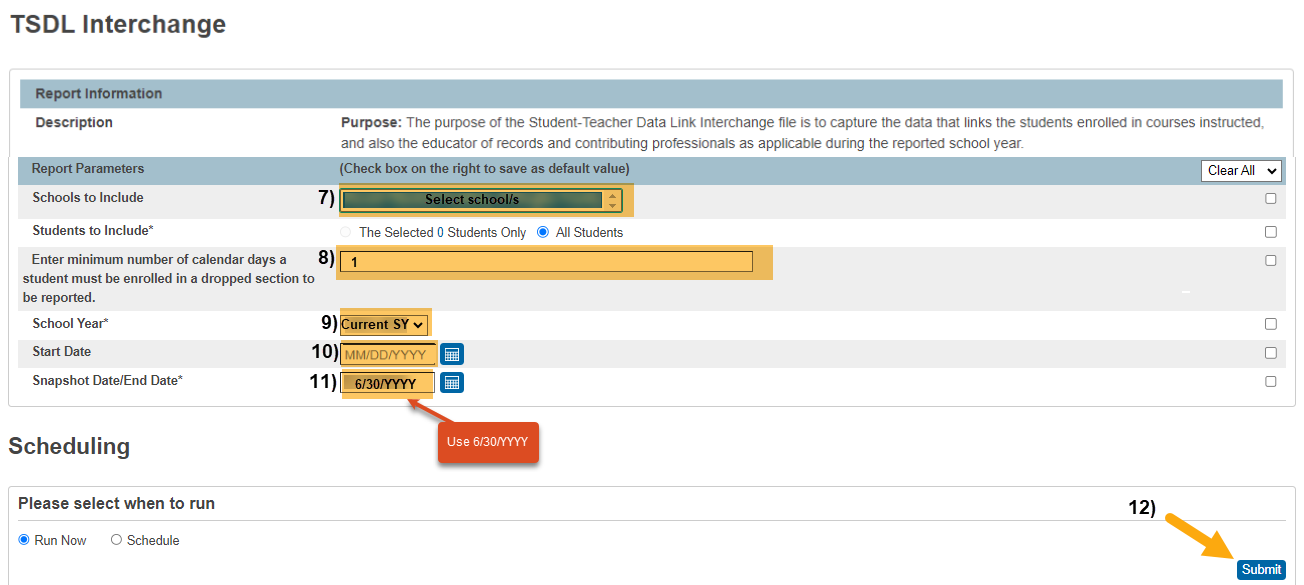 TSDL Interchange
Report Information
Description Purpose: The purpose of the Student-Teacher Data Link Interchange file is to capture the data that links the students enrolled in courses instructed,
and also the educator of records and contributing professionals as applicable during the reported school year.
Report Parameters (Check box on the right to save as default value) Clear All
Schools to Include 7) Select school/s
Students to Include* The Selected 0 Students Only All Students
Enter minimum number of calendar days a 8) 1
student must be enrolled in a dropped section to
be reported.
School Year* 9) Current SY
Start Date 10) MM/DD/YYYY
Snapshot Date/End Date* 11) 6/30/YYYY
Use 6/30/YYYY
Scheduling
Please select when to run
12)
Run Now Schedule
Submit